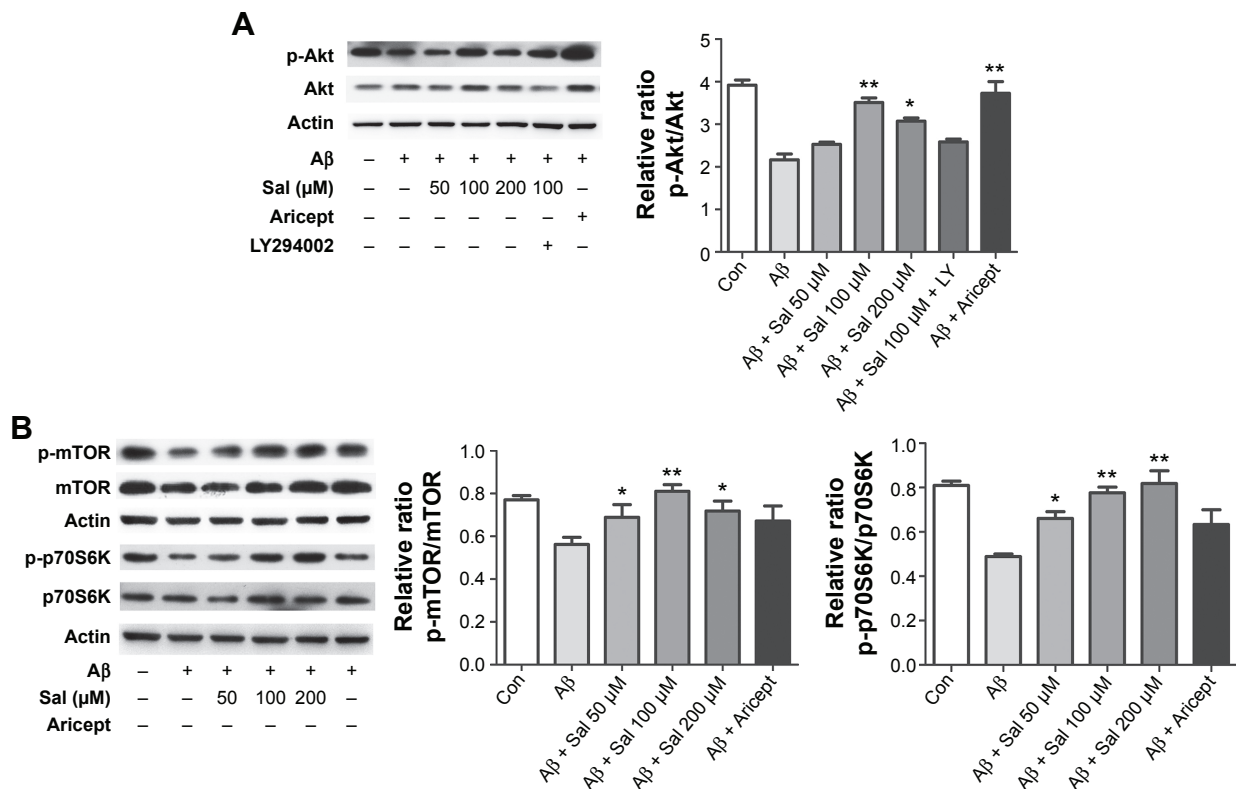 A
p-Akt
Akt
Actin
Aβ – + + + + + +
Sal (µM) – – 50 100 200 100 –
Aricept – – – – – – +
LY294002 – – – – – + –
Relative ratio
p-Akt/Akt
5
4
3
2
1
0
** * **
Con
Aβ
Aβ + Sal 50 µM
Aβ + Sal 100 µM
Aβ + Sal 200 µM
Aβ + Sal 100 µM + LY
Aβ + Aricept
B
p-mTOR
mTOR
Actin
p-p70S6K
p70S6K
Actin
Aβ – + + + + +
Sal (µM) – – 50 100 200 –
Aricept – – – – – –
Relative ratio
p-mTOR/mTOR
1.0
0.8
0.6
0.4
0.2
0.0
* ** *
Con
Aβ
Aβ + Sal 50 µM
Aβ + Sal 100 µM
Aβ + Sal 200 µM
Aβ + Aricept
Relative ratio
p-p70S6K/p70S6K
1.0
0.8
0.6
0.4
0.2
0.0
* ** **
Con
Aβ
Aβ + Sal 50 µM
Aβ + Sal 100 µM
Aβ + Sal 200 µM
Aβ + Aricept